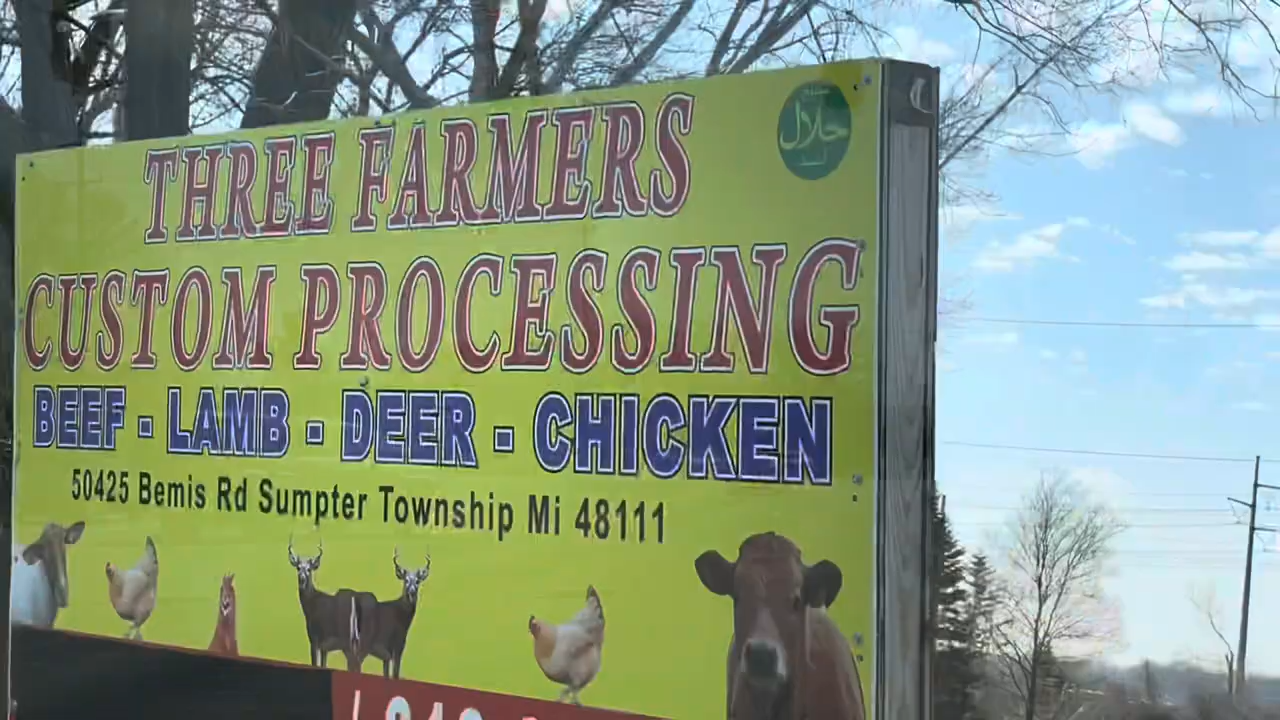 THREE FARMERS
حلال
CUSTOM PROCESSING
BEEF - LAMB - DEER - CHICKEN
50425 Bemis Rd Sumpter Township Mi 48111